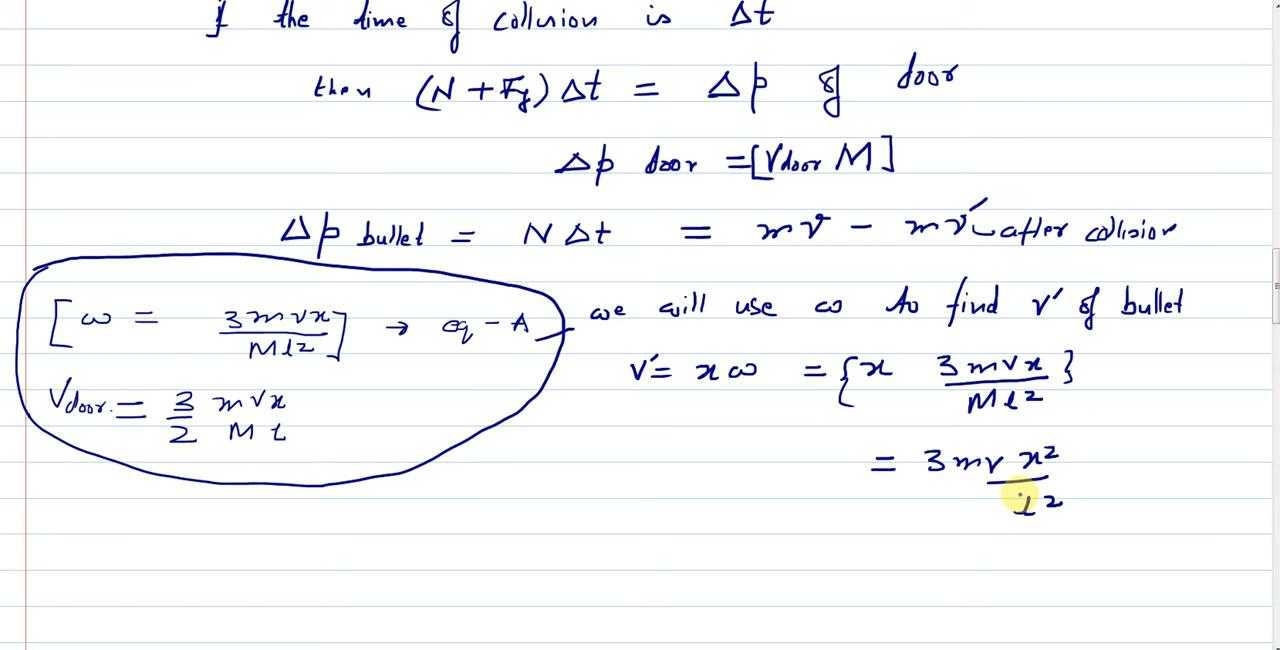 If the time of collision is Δt
then (N + Fg) Δt = Δp of door
Δp door = [Vdoor M]
Δp bullet = N Δt = mv - mv' after collision
[ω = 3mvx / Ml²] → eq - A
Vdoor = 3/2 mvx / Ml
we will use ω to find v' of bullet
v' = xω = {x 3mvx / Ml²}
= 3mv x² / l²